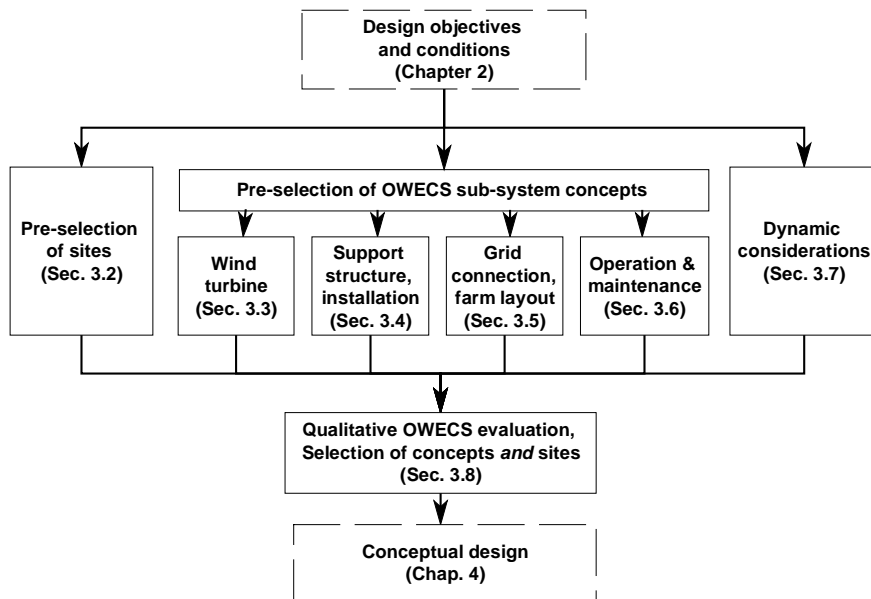 Design objectives
and conditions
(Chapter 2)
Pre-selection of OWECS sub-system concepts
Pre-selection
of sites
(Sec. 3.2)
Wind
turbine
(Sec. 3.3)
Support
structure,
installation
(Sec. 3.4)
Grid
connection,
farm layout
(Sec. 3.5)
Operation &
maintenance
(Sec. 3.6)
Dynamic
considerations
(Sec. 3.7)
Qualitative OWECS evaluation,
Selection of concepts and sites
(Sec. 3.8)
Conceptual design
(Chap. 4)